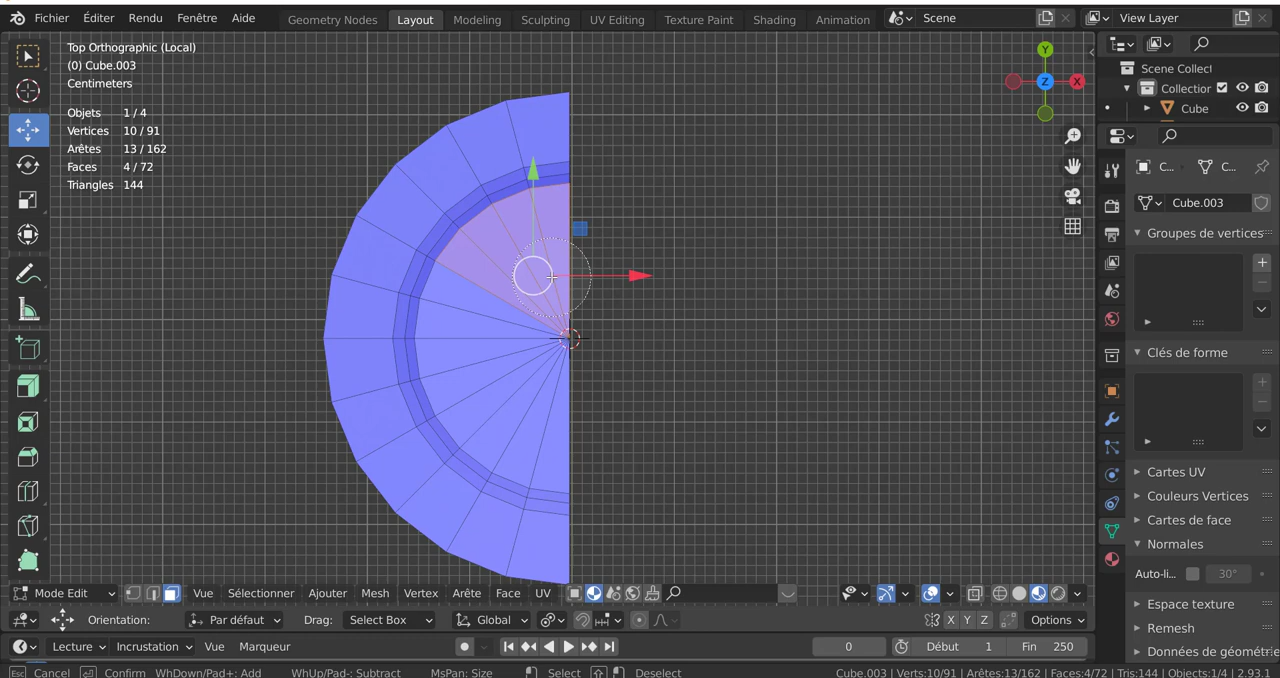 Fichier Éditer Rendu Fenêtre Aide Geometry Nodes Layout Modeling Sculpting UV Editing Texture Paint Shading Animation Scene View Layer
Top Orthographic (Local)
(0) Cube.003
Centimeters
Objets 1 / 4
Vertices 10 / 91
Arêtes 13 / 162
Faces 4 / 72
Triangles 144
Y
Z
X
Scene Collect
Collectior
Cube
C... C...
Cube.003
Groupes de vertices
Clés de forme
Cartes UV
Couleurs Vertices
Cartes de face
Normales
Auto-li... 30°
Espace texture
Remesh
Données de géométrie
Mode Edit Vue Sélectionner Ajouter Mesh Vertex Arête Face UV
Orientation: Par défaut Drag: Select Box Global X Y Z Options
Lecture Incrustation Vue Marqueur 0 Début 1 Fin 250
Esc Cancel Confirm WhDown/Pad+: Add WhUp/Pad-: Subtract MsPan: Size Select Deselect Cube.003 | Verts:10/91 | Arêtes:13/162 | Faces:4/72 | Tris:144 | Objects:1/4 | 2.93.1